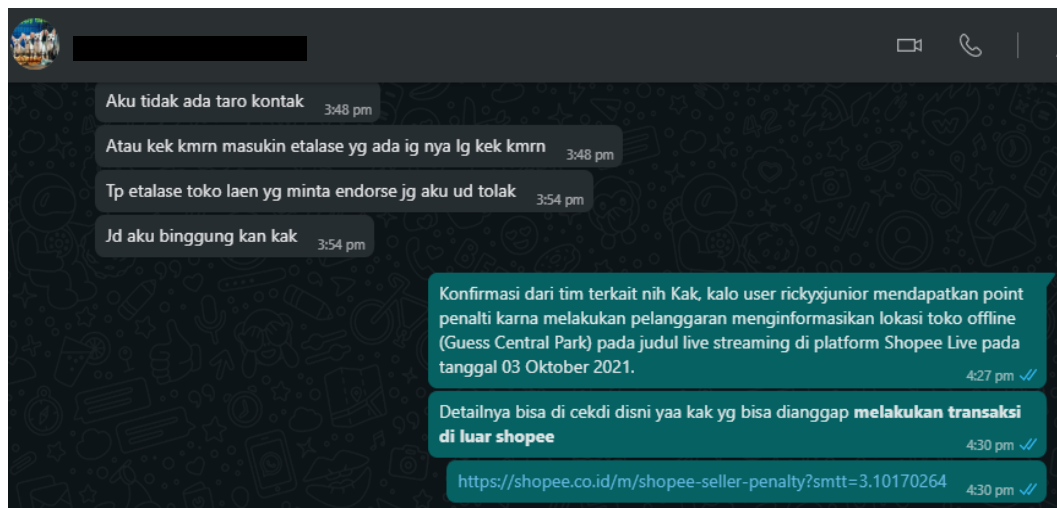 Aku tidak ada taro kontak 3:48 pm
Atau kek kmrn masukin etalase yg ada ig nya lg kek kmrn 3:48 pm
Tp etalase toko laen yg minta endorse jg aku ud tolak 3:54 pm
Jd aku binggung kan kak 3:54 pm
Konfirmasi dari tim terkait nih Kak, kalo user rickyxjunior mendapatkan point
penalti karna melakukan pelanggaran menginformasikan lokasi toko offline
(Guess Central Park) pada judul live streaming di platform Shopee Live pada
tanggal 03 Oktober 2021. 4:27 pm
Detailnya bisa di cekdi disni yaa kak yg bisa dianggap melakukan transaksi
di luar shopee 4:30 pm
https://shopee.co.id/m/shopee-seller-penalty?smtt=3.10170264 4:30 pm